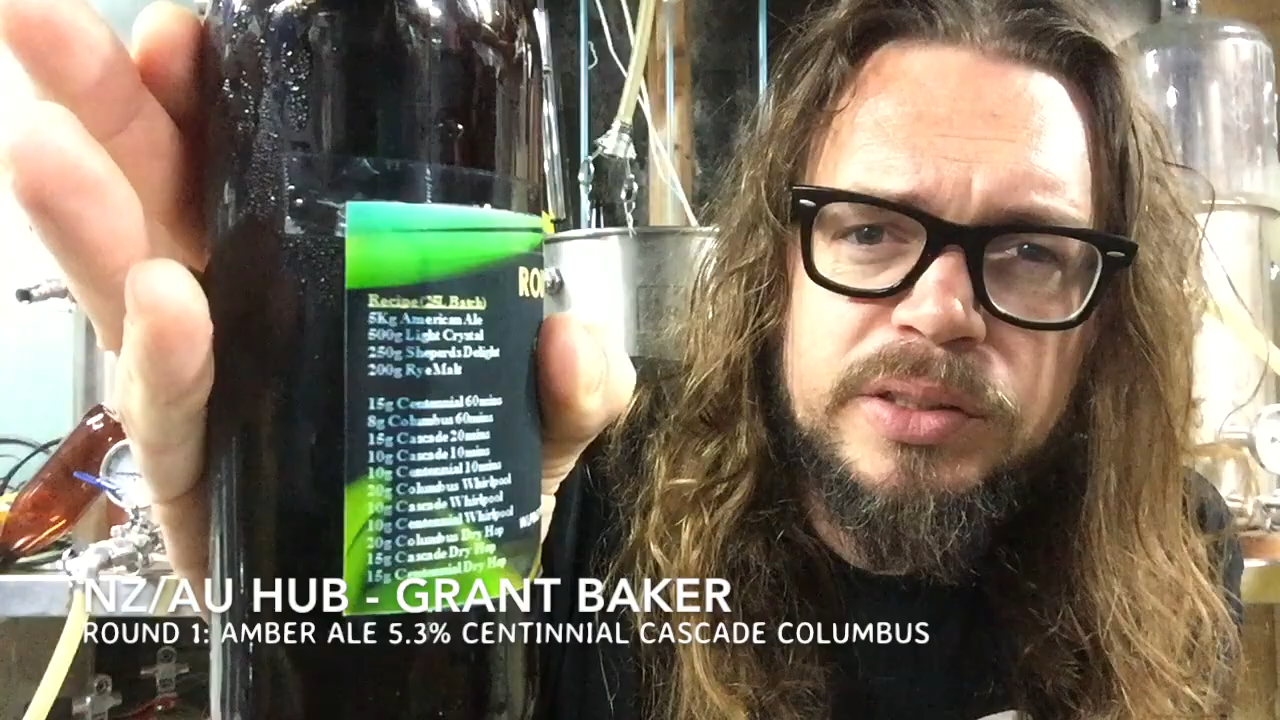 RO
Recipe (25L Batch)
5Kg American Ale
500g Light Crystal
250g Sheperds Delight
200g Rye Malt
15g Centennial 60mins
8g Columbus 60mins
15g Cascade 20mins
10g Cascade 10mins
10g Centennial 10mins
20g Columbus Whirlpool
10g Cascade Whirlpool
10g Centennial Whirlpool
20g Columbus Dry Hop
15g Cascade Dry Hop
15g Centennial Dry Hop
NZ/AU HUB - GRANT BAKER
ROUND 1: AMBER ALE 5.3% CENTINNIAL CASCADE COLUMBUS